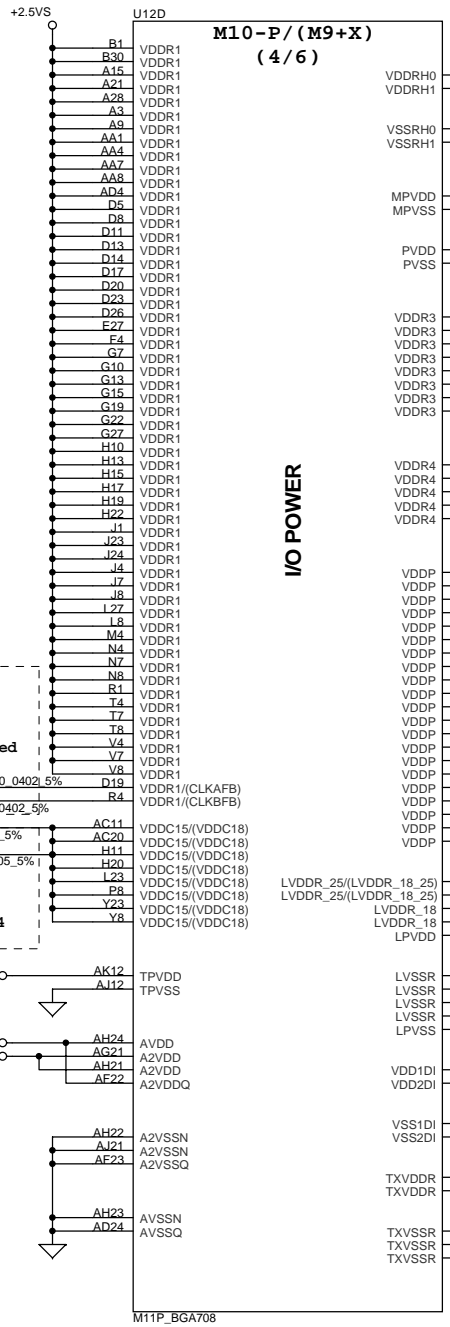 +2.5VS
U12D
M10-P/(M9+X)
(4/6)
B1 VDDR1
B30 VDDR1
A15 VDDR1 VDDRH0
A21 VDDR1 VDDRH1
A28 VDDR1
A3 VDDR1
A9 VDDR1 VSSRH0
AA1 VDDR1 VSSRH1
AA4 VDDR1
AA7 VDDR1
AA8 VDDR1
AD4 VDDR1 MPVDD
D5 VDDR1 MPVSS
D8 VDDR1
D11 VDDR1
D13 VDDR1 PVDD
D14 VDDR1 PVSS
D17 VDDR1
D20 VDDR1
D23 VDDR1
D26 VDDR1 VDDR3
E27 VDDR1 VDDR3
F4 VDDR1 VDDR3
G7 VDDR1 VDDR3
G10 VDDR1 VDDR3
G13 VDDR1 VDDR3
G15 VDDR1 VDDR3
G19 VDDR1 VDDR3
G22 VDDR1
G27 VDDR1
H10 VDDR1
H13 VDDR1 VDDR4
H15 VDDR1 VDDR4
H17 VDDR1 VDDR4
H19 VDDR1 VDDR4
H22 VDDR1 VDDR4
I/O POWER
J1 VDDR1
J23 VDDR1
J24 VDDR1
J4 VDDR1 VDDP
J7 VDDR1 VDDP
J8 VDDR1 VDDP
L27 VDDR1 VDDP
L8 VDDR1 VDDP
M4 VDDR1 VDDP
N4 VDDR1 VDDP
N7 VDDR1 VDDP
N8 VDDR1 VDDP
R1 VDDR1 VDDP
T4 VDDR1 VDDP
T7 VDDR1 VDDP
T8 VDDR1 VDDP
V4 VDDR1 VDDP
ed
V7 VDDR1 VDDP
V8 VDDR1 VDDP
0_0402_5% D19 VDDR1/(CLKAFB) VDDP
0402_5% R4 VDDR1/(CLKBFB) VDDP
VDDP
_5% AC11 VDDC15/(VDDC18) VDDP
AC20 VDDC15/(VDDC18) VDDP
05_5% H11 VDDC15/(VDDC18)
H20 VDDC15/(VDDC18)
L23 VDDC15/(VDDC18) LVDDR_25/(LVDDR_18_25)
P8 VDDC15/(VDDC18) LVDDR_25/(LVDDR_18_25)
Y23 VDDC15/(VDDC18) LVDDR_18
4 Y8 VDDC15/(VDDC18) LVDDR_18
LPVDD
AK12 TPVDD LVSSR
AJ12 TPVSS LVSSR
LVSSR
LVSSR
LPVSS
AH24 AVDD
AG21 A2VDD
AH21 A2VDD VDD1DI
AF22 A2VDDQ VDD2DI
VSS1DI
AH22 A2VSSN VSS2DI
AJ21 A2VSSN
AF23 A2VSSQ
TXVDDR
TXVDDR
AH23 AVSSN
AD24 AVSSQ TXVSSR
TXVSSR
TXVSSR
M11P_BGA708